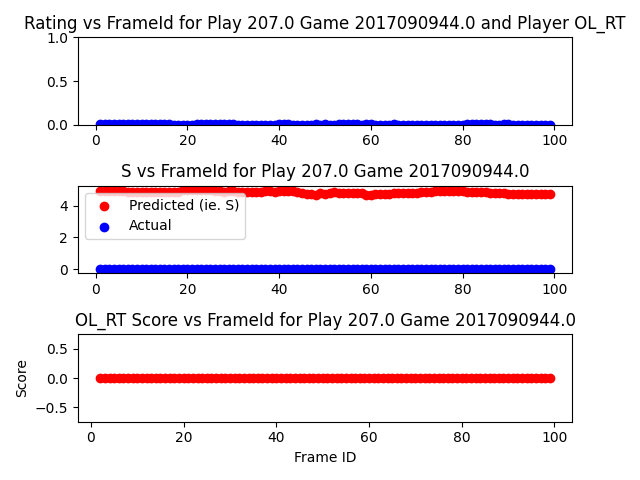 Rating vs FrameId for Play 207.0 Game 2017090944.0 and Player OL_RT
1.0
0.5
0.0
0 20 40 60 80 100
S vs FrameId for Play 207.0 Game 2017090944.0
4
2
0
Predicted (ie. S)
Actual
0 20 40 60 80 100
OL_RT Score vs FrameId for Play 207.0 Game 2017090944.0
Score
0.5
0.0
−0.5
0 20 40 60 80 100
Frame ID